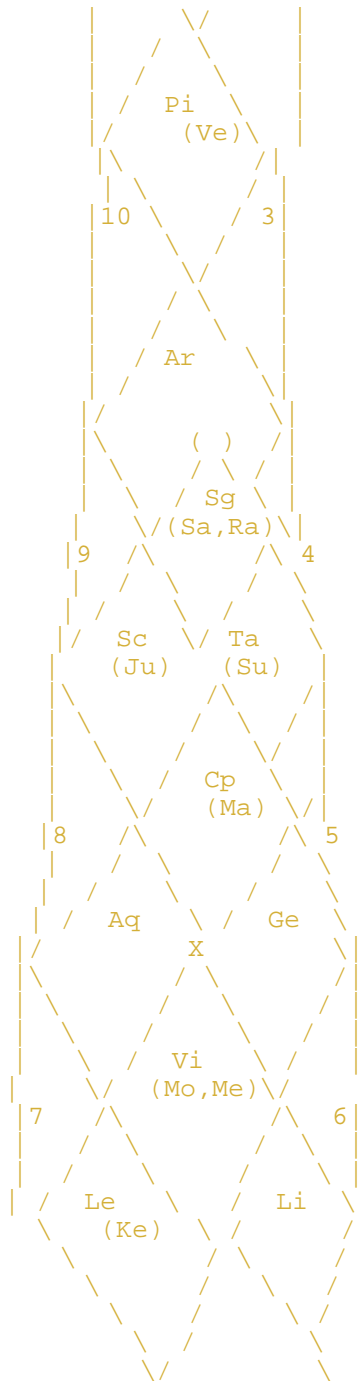 Pi
(Ve)
10 3
Ar
( )
Sg
(Sa,Ra)
9 4
Sc Ta
(Ju) (Su)
Cp
(Ma)
8 5
Aq Ge
X
Vi
(Mo,Me)
7 6
Le Li
(Ke)